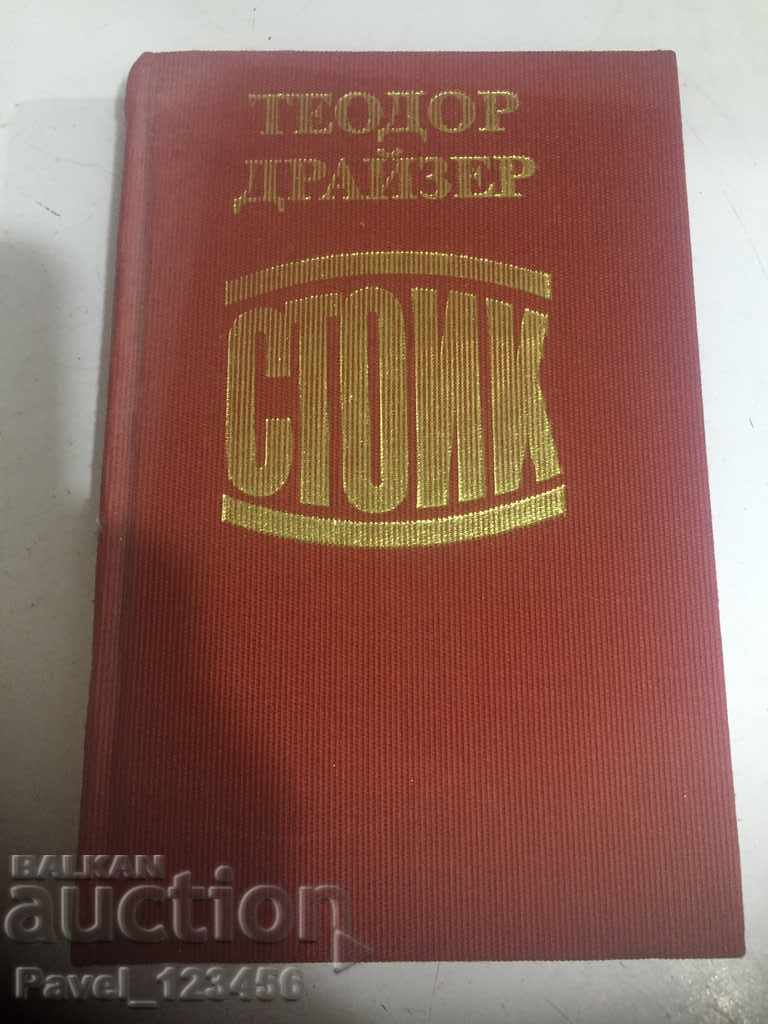 ТЕОДОР
ДРАЙЗЕР
СТОИК
BALKAN
auction
Pavel_123456